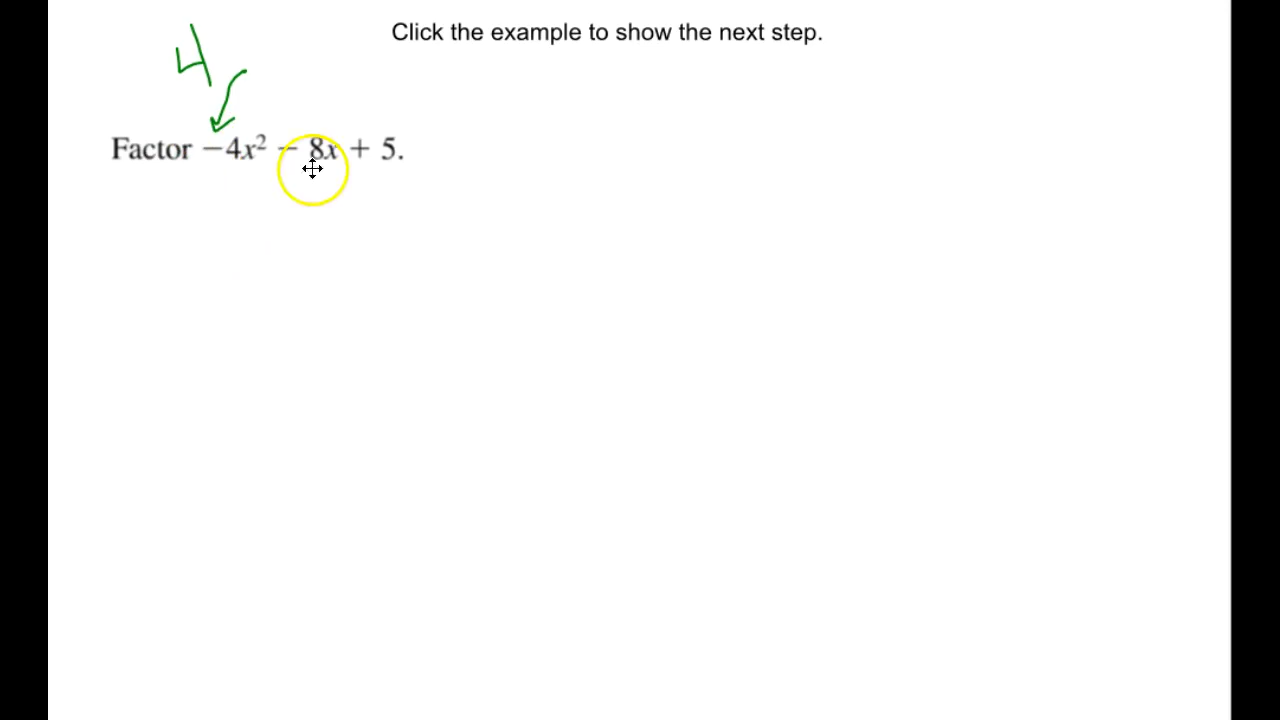 Click the example to show the next step.
4
Factor −4x² − 8x + 5.